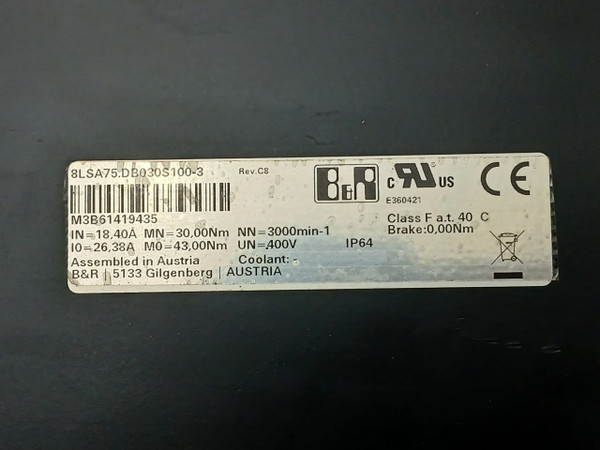 8LSA75.DB030S100-3 Rev.C8
B&R
c RU US
E360421
CE
M3B61419435
IN=18,40A MN=30,00Nm NN=3000min-1
I0=26,38A M0=43,00Nm UN=400V IP64
Class F a.t. 40 C
Brake:0,00Nm
Assembled in Austria Coolant:
B&R | 5133 Gilgenberg | AUSTRIA